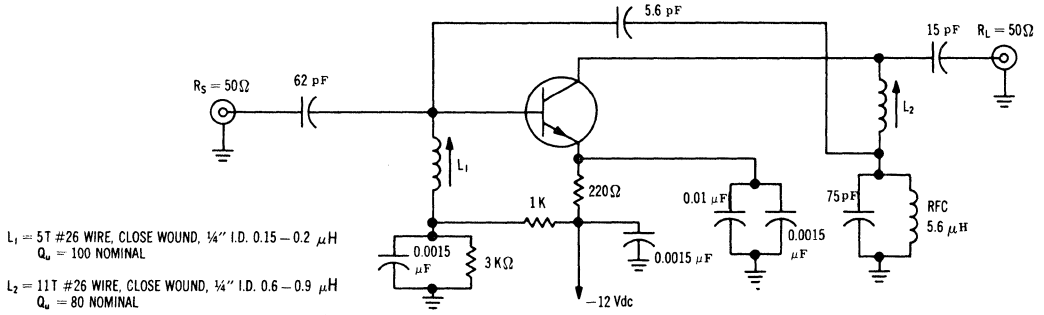 5.6 pF
15 pF
R_L = 50Ω
R_S = 50Ω
62 pF
L_2
L_1
220Ω
1K
75pF
RFC
5.6 μH
0.01 μF
0.0015
μF
0.0015 μF
0.0015
μF
3KΩ
−12 Vdc
L_1 = 5T #26 WIRE, CLOSE WOUND, ¼" I.D. 0.15 – 0.2 μH
Q_u = 100 NOMINAL
L_2 = 11T #26 WIRE, CLOSE WOUND, ¼" I.D. 0.6 – 0.9 μH
Q_u = 80 NOMINAL